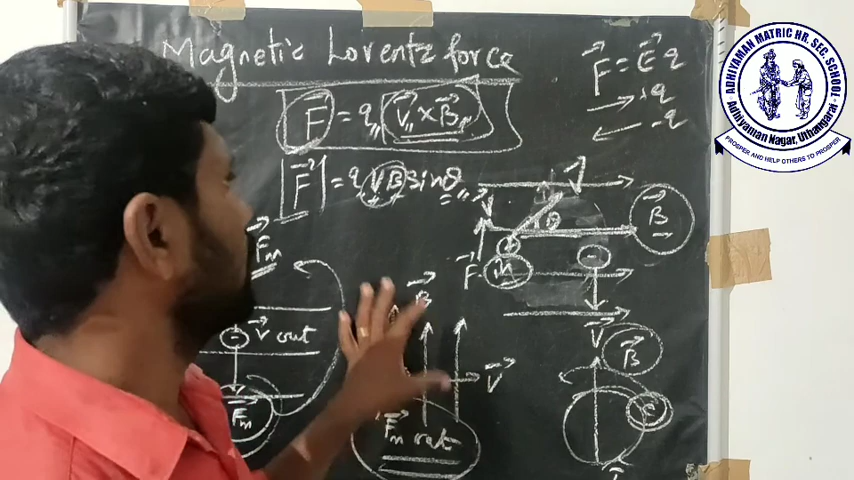 Magnetic Lorentz force
F⃗ = E⃗ q
+q
-q
F⃗ = q (V⃗ × B⃗)
|F⃗| = q VB sinθ
V⃗
B⃗
θ
F⃗
m
-
F⃗m
- V⃗ out
F⃗m
B⃗
V⃗
F⃗m out
V⃗
B⃗
ADHIYAMAN MATRIC HR. SEC. SCHOOL
Adhiyaman Nagar, Uthangarai
PROSPER AND HELP OTHERS TO PROSPER